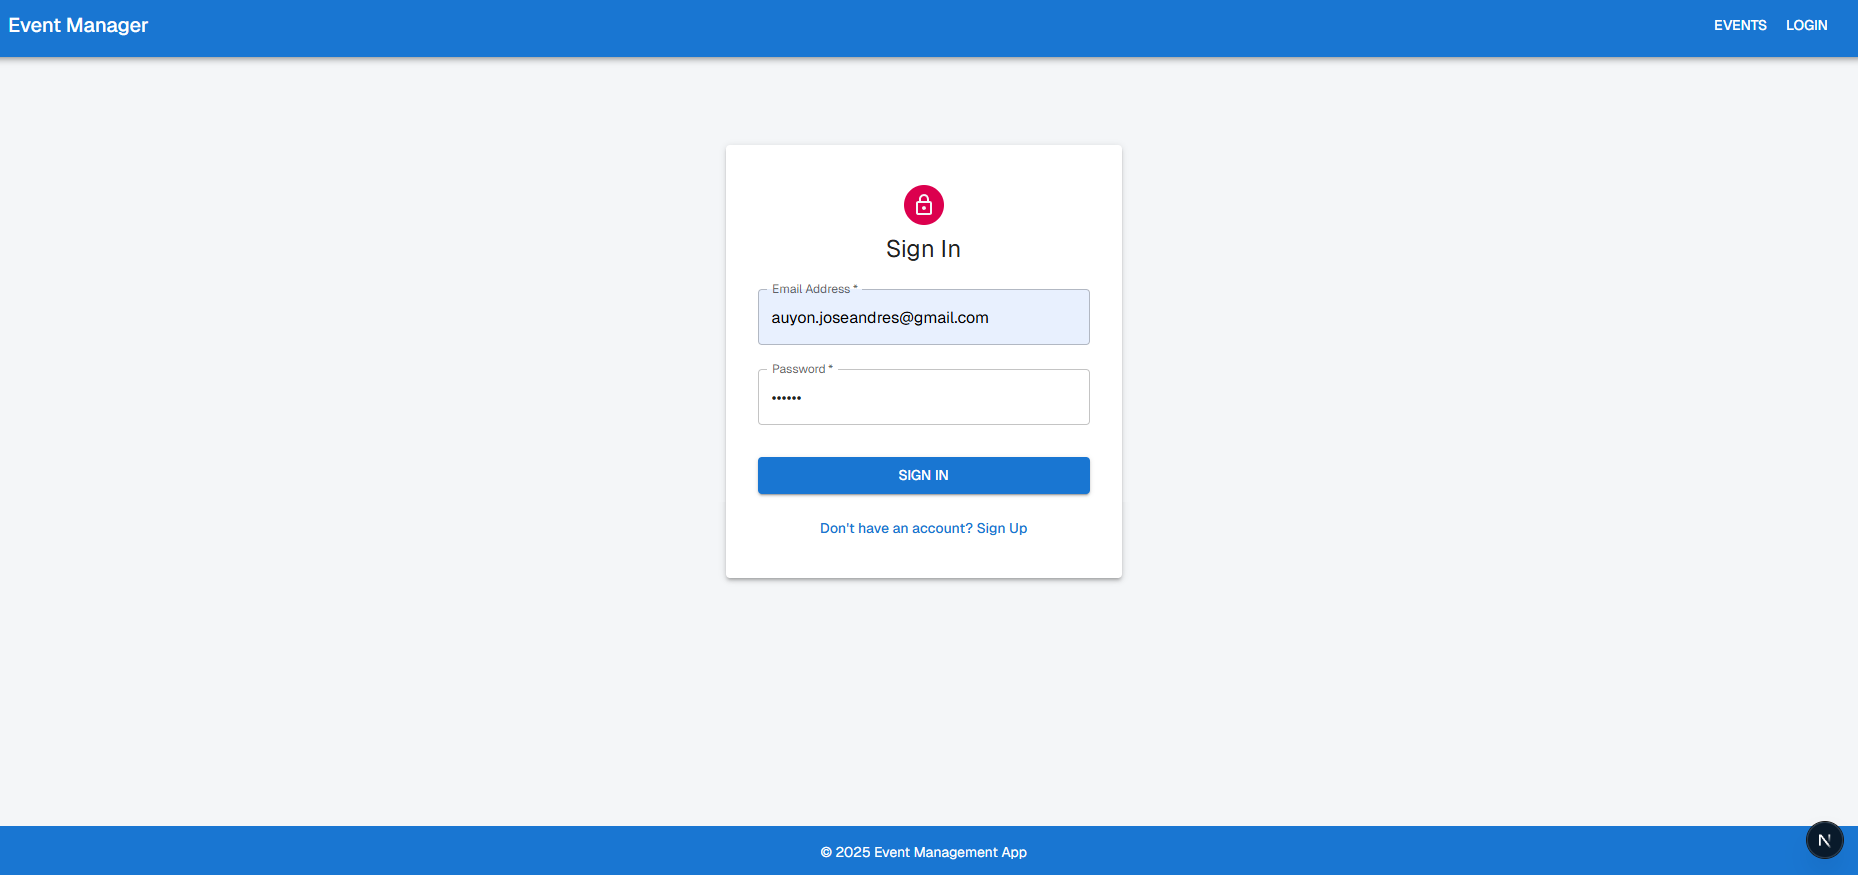 Event Manager
EVENTS
LOGIN
Sign In
Email Address *
auyon.joseandres@gmail.com
Password *
••••••
SIGN IN
Don't have an account? Sign Up
© 2025 Event Management App
N